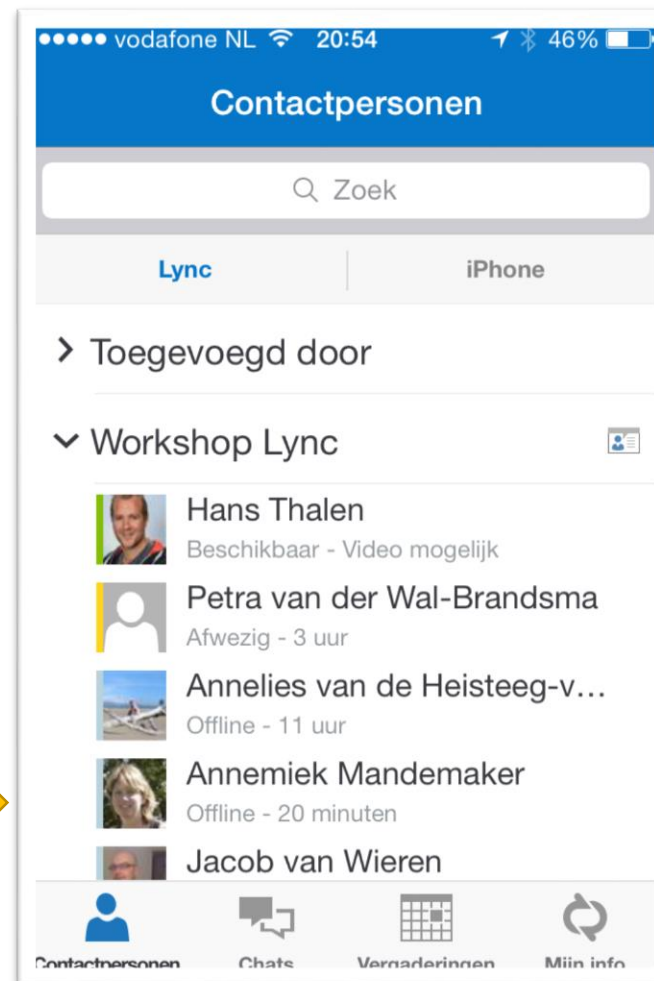 vodafone NL 20:54 46%
Contactpersonen
Zoek
Lync iPhone
Toegevoegd door
Workshop Lync
Hans Thalen
Beschikbaar - Video mogelijk
Petra van der Wal-Brandsma
Afwezig - 3 uur
Annelies van de Heisteeg-v...
Offline - 11 uur
Annemiek Mandemaker
Offline - 20 minuten
Jacob van Wieren
Contactpersonen Chats Vergaderingen Mijn info